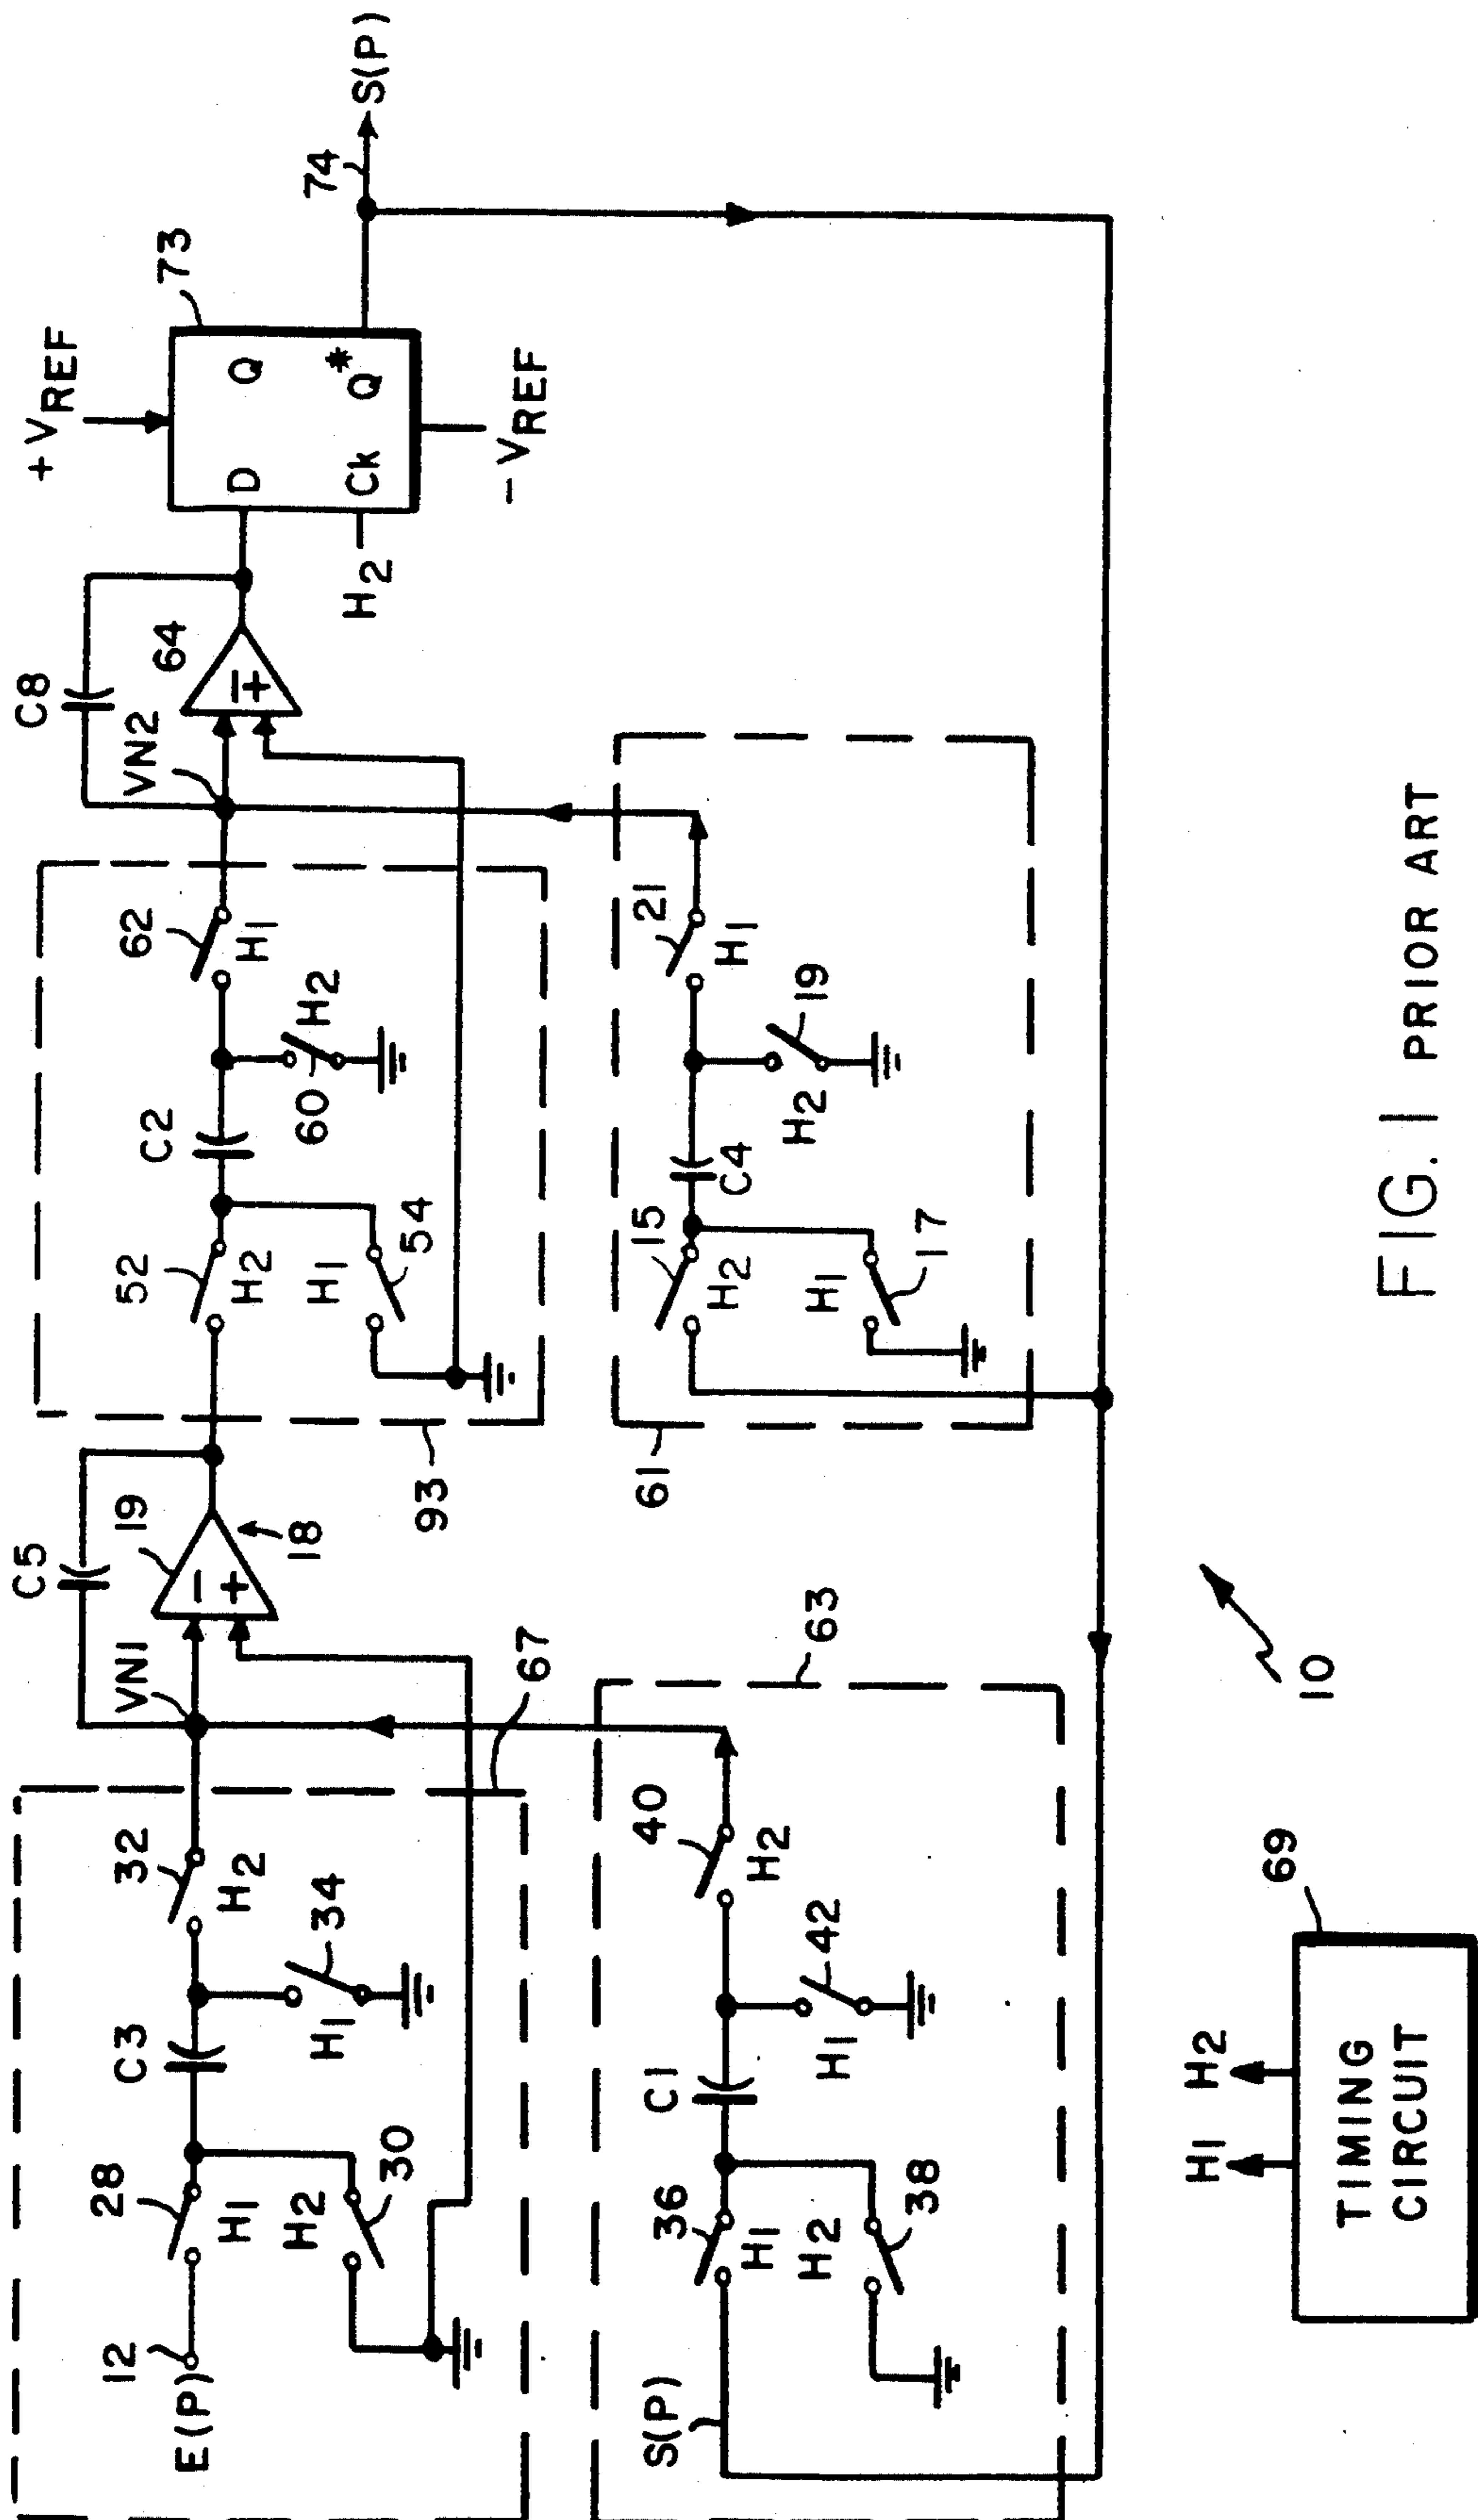 C5
C8
+VREF
19
VN1
VN2
64
73
12
28
C3
32
18
52
C2
62
D
Q
74
E(P)
H1
H2
H2
H1
Ck
Q*
S(P)
H2
60
H2
30
H1
34
H1
54
H2
-VREF
67
93
63
61
S(P)
36
C1
40
15
C4
21
H1
H2
H2
H1
H2
38
H1
42
H1
17
H2
19
10
H1
H2
69
TIMING
CIRCUIT
FIG. 1 PRIOR ART